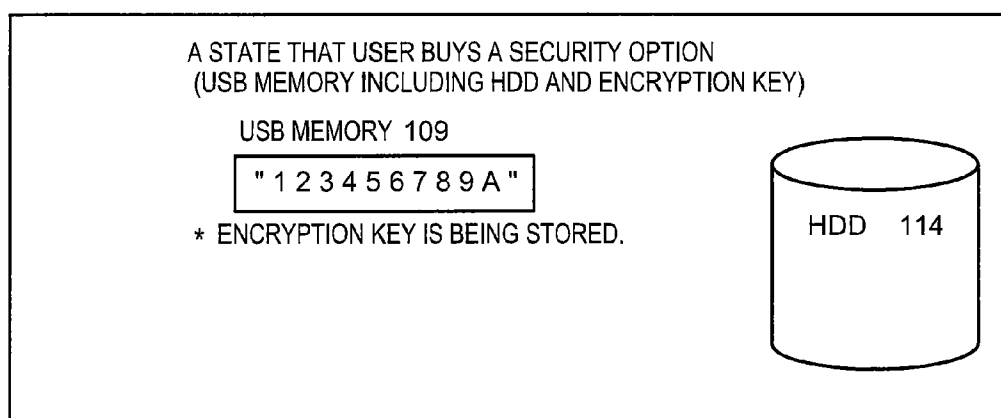 A STATE THAT USER BUYS A SECURITY OPTION
(USB MEMORY INCLUDING HDD AND ENCRYPTION KEY)
USB MEMORY 109
"123456789A"
* ENCRYPTION KEY IS BEING STORED.
HDD 114